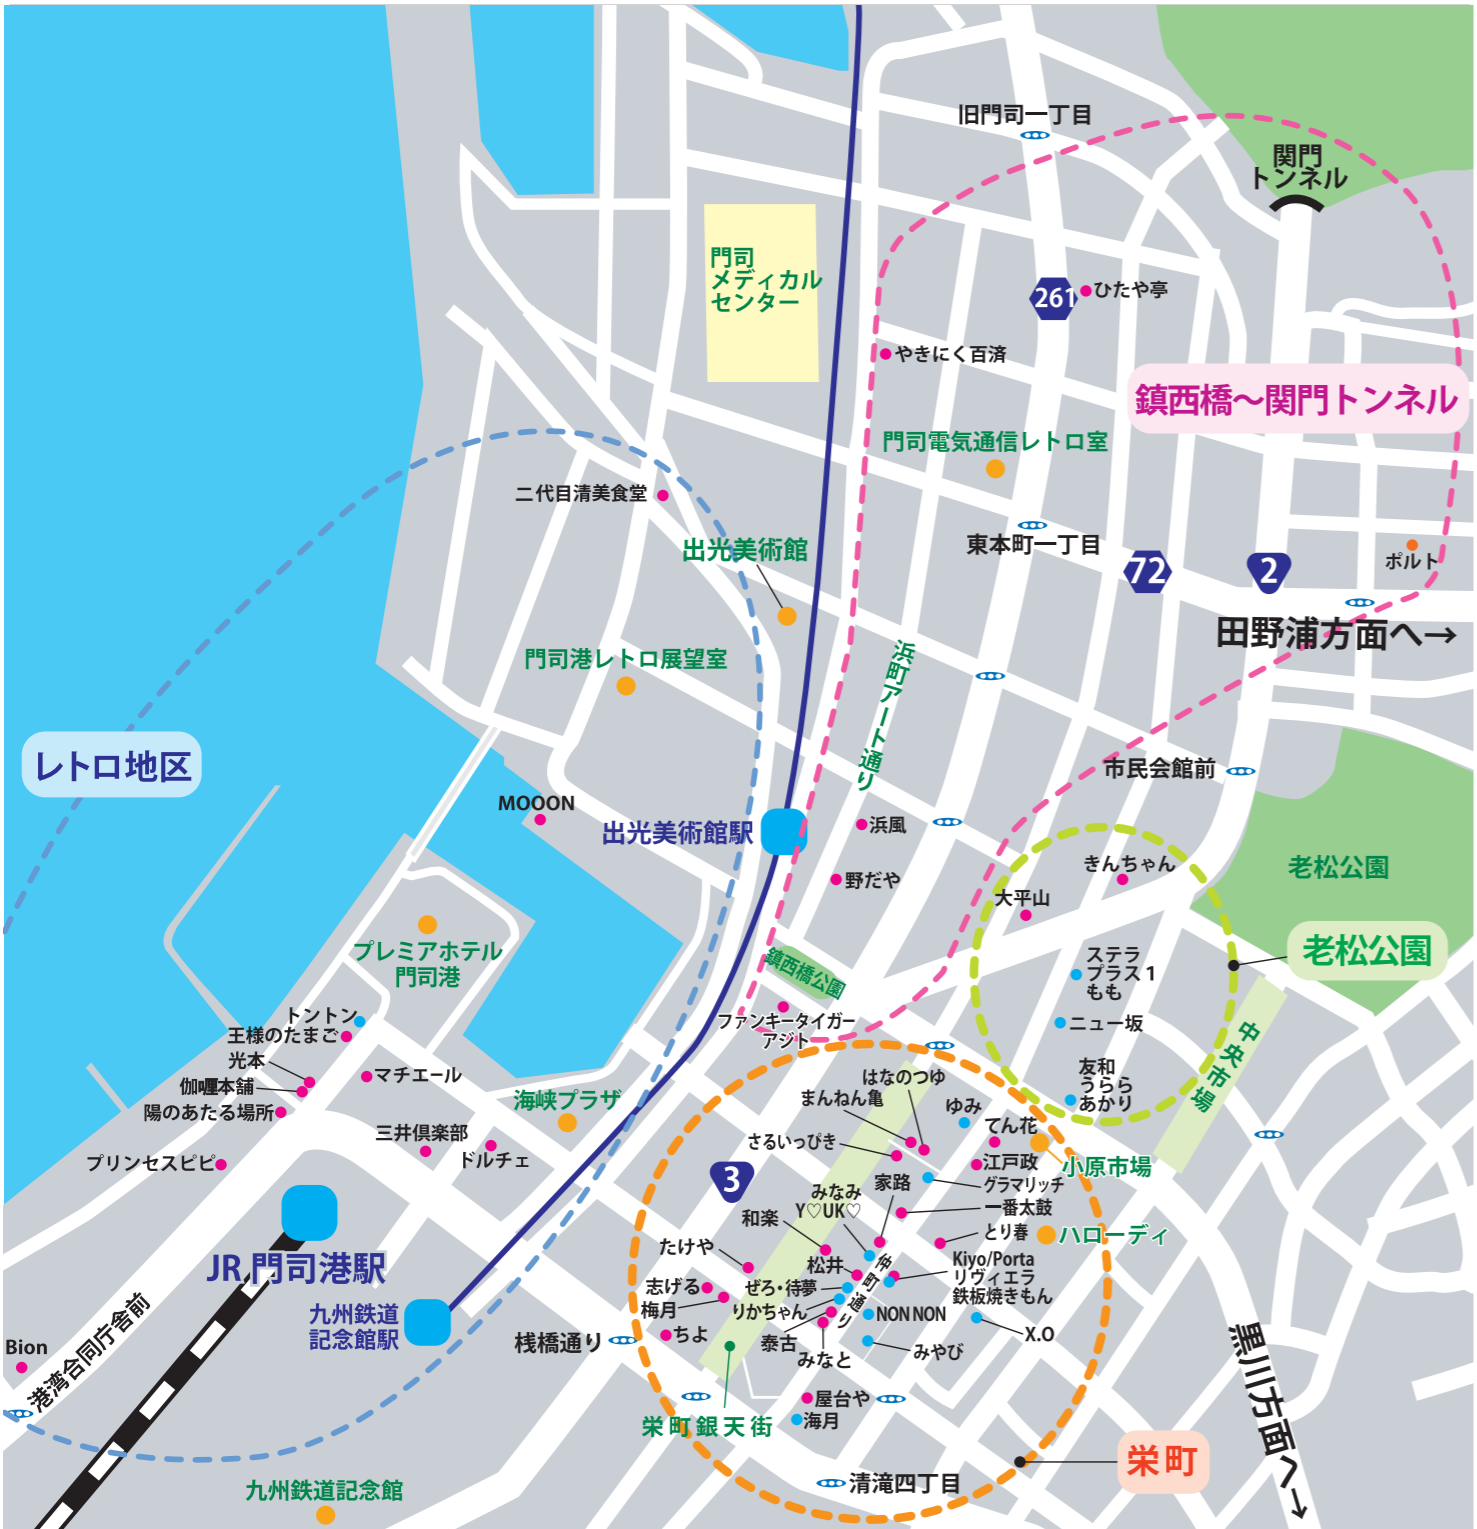 旧門司一丁目
関門
トンネル
門司
メディカル
センター
261
ひたや亭
やきにく百済
鎮西橋～関門トンネル
門司電気通信レトロ室
二代目清美食堂
出光美術館
東本町一丁目
72
2
ポルト
田野浦方面へ→
門司港レトロ展望室
浜町アート通り
レトロ地区
市民会館前
MOOON
出光美術館駅
浜風
野だや
きんちゃん
大平山
老松公園
老松公園
プレミアホテル
門司港
鎮西橋公園
ステラ
プラス1
もも
ファンキータイガー
アジト
ニュー坂
中央市場
トントン
王様のたまご
光本
伽喱本舗
陽のあたる場所
マチエール
海峡プラザ
三井倶楽部
ドルチェ
プリンセスピピ
友和
うらら
あかり
はなのつゆ
まんねん亀
ゆみ
てん花
さるいっぴき
江戸政
小原市場
グラマリッチ
家路
みなみ
Y♡UK♡
一番太鼓
3
和楽
とり春
ハローディ
たけや
松井
仲町通り
Kiyo/Porta
リヴィエラ
鉄板焼きもん
志げる
梅月
ぜろ・待夢
りかちゃん
NON NON
X.O
ちよ
泰古
みなと
みやび
JR 門司港駅
九州鉄道
記念館駅
桟橋通り
Bion
港湾合同庁舎前
屋台や
海月
栄町銀天街
黒川方面へ→
栄町
清滝四丁目
九州鉄道記念館